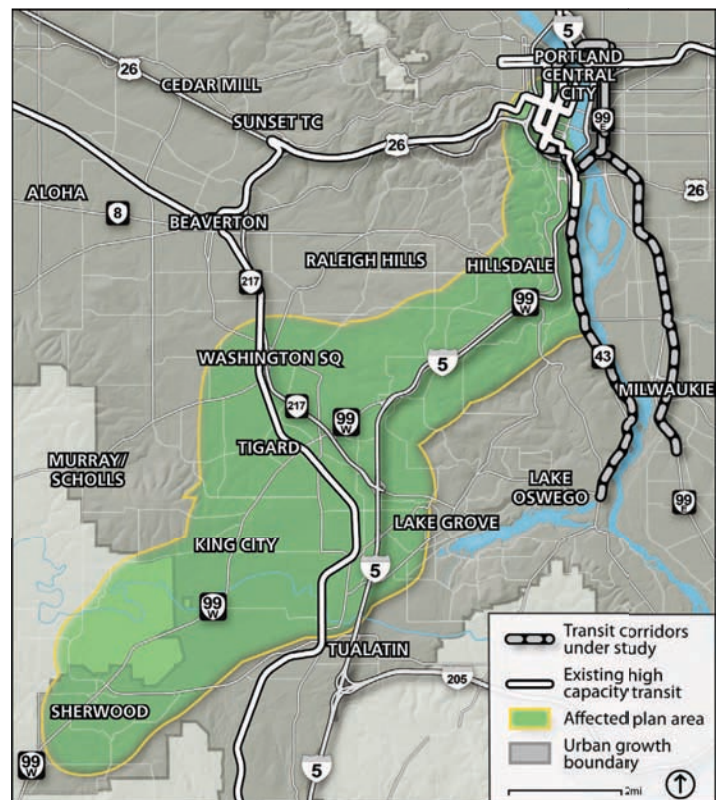 5
PORTLAND
CENTRAL
CITY
26
CEDAR MILL
99
E
SUNSET TC
26
26
ALOHA
8
BEAVERTON
RALEIGH HILLS
HILLSDALE
217
99
W
WASHINGTON SQ
5
43
MILWAUKIE
217
99
W
TIGARD
MURRAY/
SCHOLLS
LAKE
OSWEGO
99
E
LAKE GROVE
KING CITY
5
99
W
TUALATIN
205
SHERWOOD
99
W
5
Transit corridors
under study
Existing high
capacity transit
Affected plan area
Urban growth
boundary
2mi